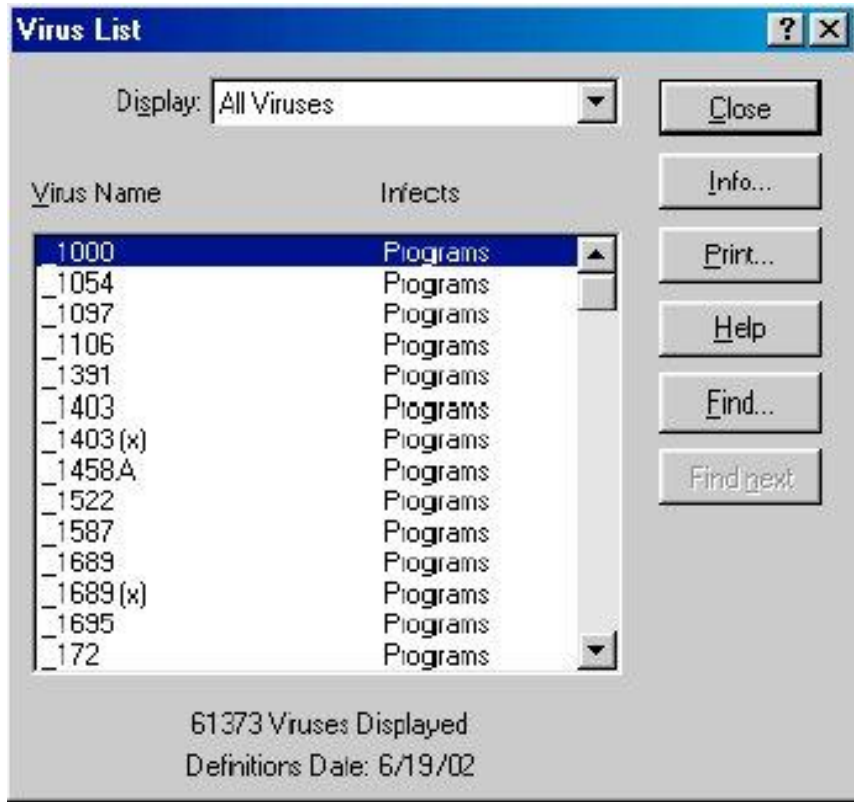 Virus List
Display: All Viruses
Close
Virus Name Infects
Info...
_1000 Programs
Print...
_1054 Programs
_1097 Programs
Help
_1106 Programs
_1391 Programs
_1403 Programs
Find...
_1403 (x) Programs
_1458.A Programs
Find next
_1522 Programs
_1587 Programs
_1689 Programs
_1689 (x) Programs
_1695 Programs
_172 Programs
61373 Viruses Displayed
Definitions Date: 6/19/02